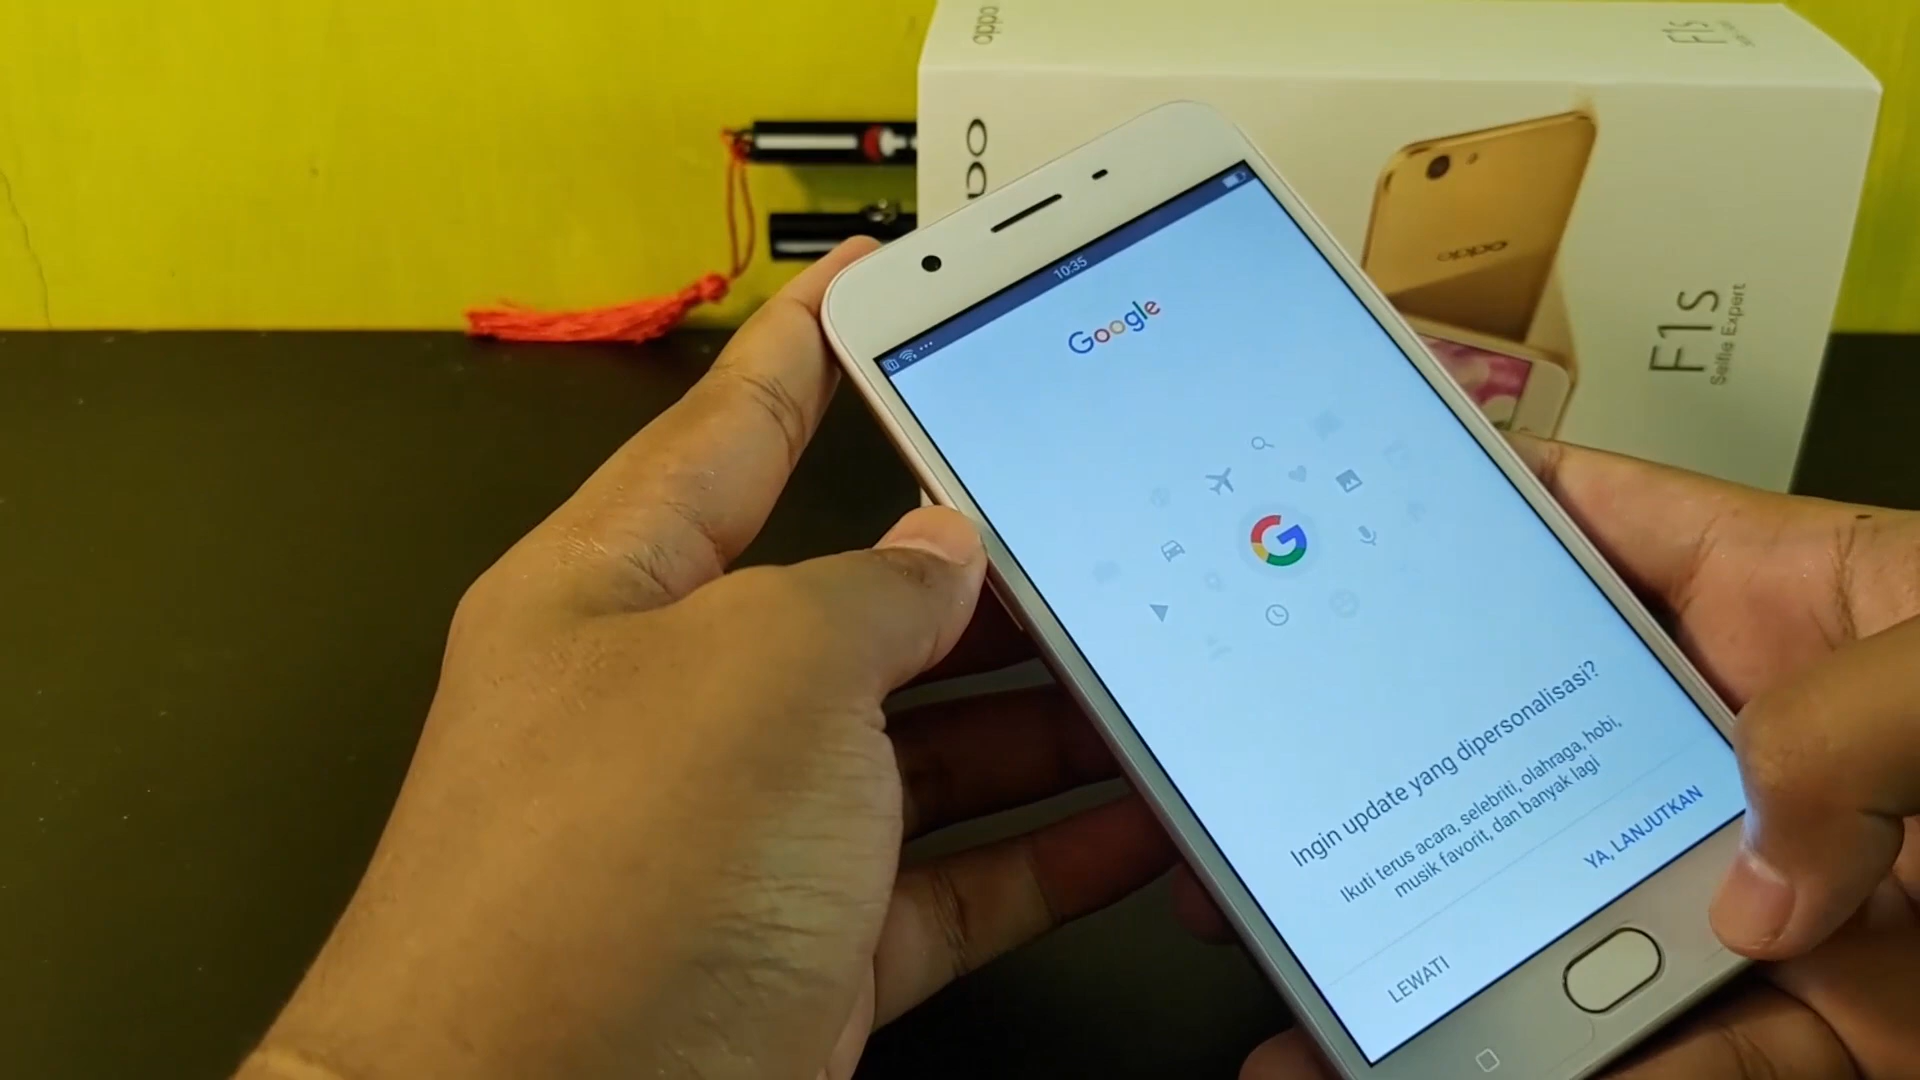 oppo
F1s
oppo
F1s
Selfie Expert
10:35
Google
Ingin update yang dipersonalisasi?
Ikuti terus acara, selebriti, olahraga, hobi,
musik favorit, dan banyak lagi
YA, LANJUTKAN
LEWATI